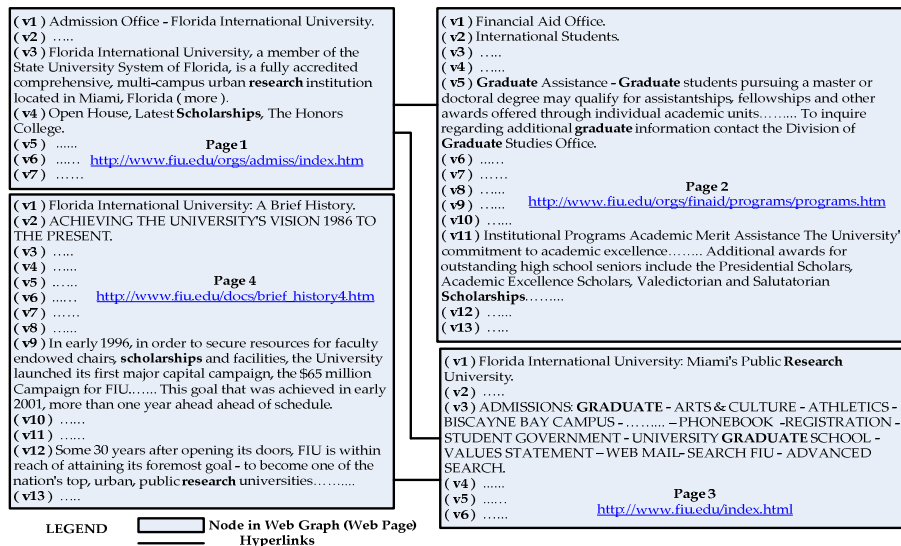 ( v1 ) Admission Office - Florida International University.
( v2 ) …..
( v3 ) Florida International University, a member of the
State University System of Florida, is a fully accredited
comprehensive, multi-campus urban research institution
located in Miami, Florida ( more ).
( v4 ) Open House, Latest Scholarships, The Honors
College.
( v5 ) ...... Page 1
( v6 ) ...… http://www.fiu.edu/orgs/admiss/index.htm
( v7 ) ……
( v1 ) Financial Aid Office.
( v2 ) International Students.
( v3 ) …..
( v4 ) …...
( v5 ) Graduate Assistance - Graduate students pursuing a master or
doctoral degree may qualify for assistantships, fellowships and other
awards offered through individual academic units…….... To inquire
regarding additional graduate information contact the Division of
Graduate Studies Office.
( v6 ) ...…
( v7 ) ……
( v8 ) …... Page 2
( v9 ) …... http://www.fiu.edu/orgs/finaid/programs/programs.htm
( v10 ) …...
( v11 ) Institutional Programs Academic Merit Assistance The University'
commitment to academic excellence…….. Additional awards for
outstanding high school seniors include the Presidential Scholars,
Academic Excellence Scholars, Valedictorian and Salutatorian
Scholarships……...
( v12 ) …...
( v13 ) …..
( v1 ) Florida International University: A Brief History.
( v2 ) ACHIEVING THE UNIVERSITY'S VISION 1986 TO
THE PRESENT.
( v3 ) …..
( v4 ) …...
( v5 ) …... Page 4
( v6 ) ...… http://www.fiu.edu/docs/brief_history4.htm
( v7 ) ……
( v8 ) …...
( v9 ) In early 1996, in order to secure resources for faculty
endowed chairs, scholarships and facilities, the University
launched its first major capital campaign, the $65 million
Campaign for FIU.…... This goal that was achieved in early
2001, more than one year ahead ahead of schedule.
( v10 ) …...
( v11 ) …...
( v12 ) Some 30 years after opening its doors, FIU is within
reach of attaining its foremost goal - to become one of the
nation's top, urban, public research universities……....
( v13 ) …..
( v1 ) Florida International University: Miami's Public Research
University.
( v2 ) …..
( v3 ) ADMISSIONS: GRADUATE - ARTS & CULTURE - ATHLETICS -
BISCAYNE BAY CAMPUS - …….... – PHONEBOOK -REGISTRATION -
STUDENT GOVERNMENT - UNIVERSITY GRADUATE SCHOOL -
VALUES STATEMENT – WEB MAIL- SEARCH FIU - ADVANCED
SEARCH.
( v4 ) ......
( v5 ) ...… Page 3
( v6 ) …... http://www.fiu.edu/index.html
LEGEND Node in Web Graph (Web Page)
Hyperlinks